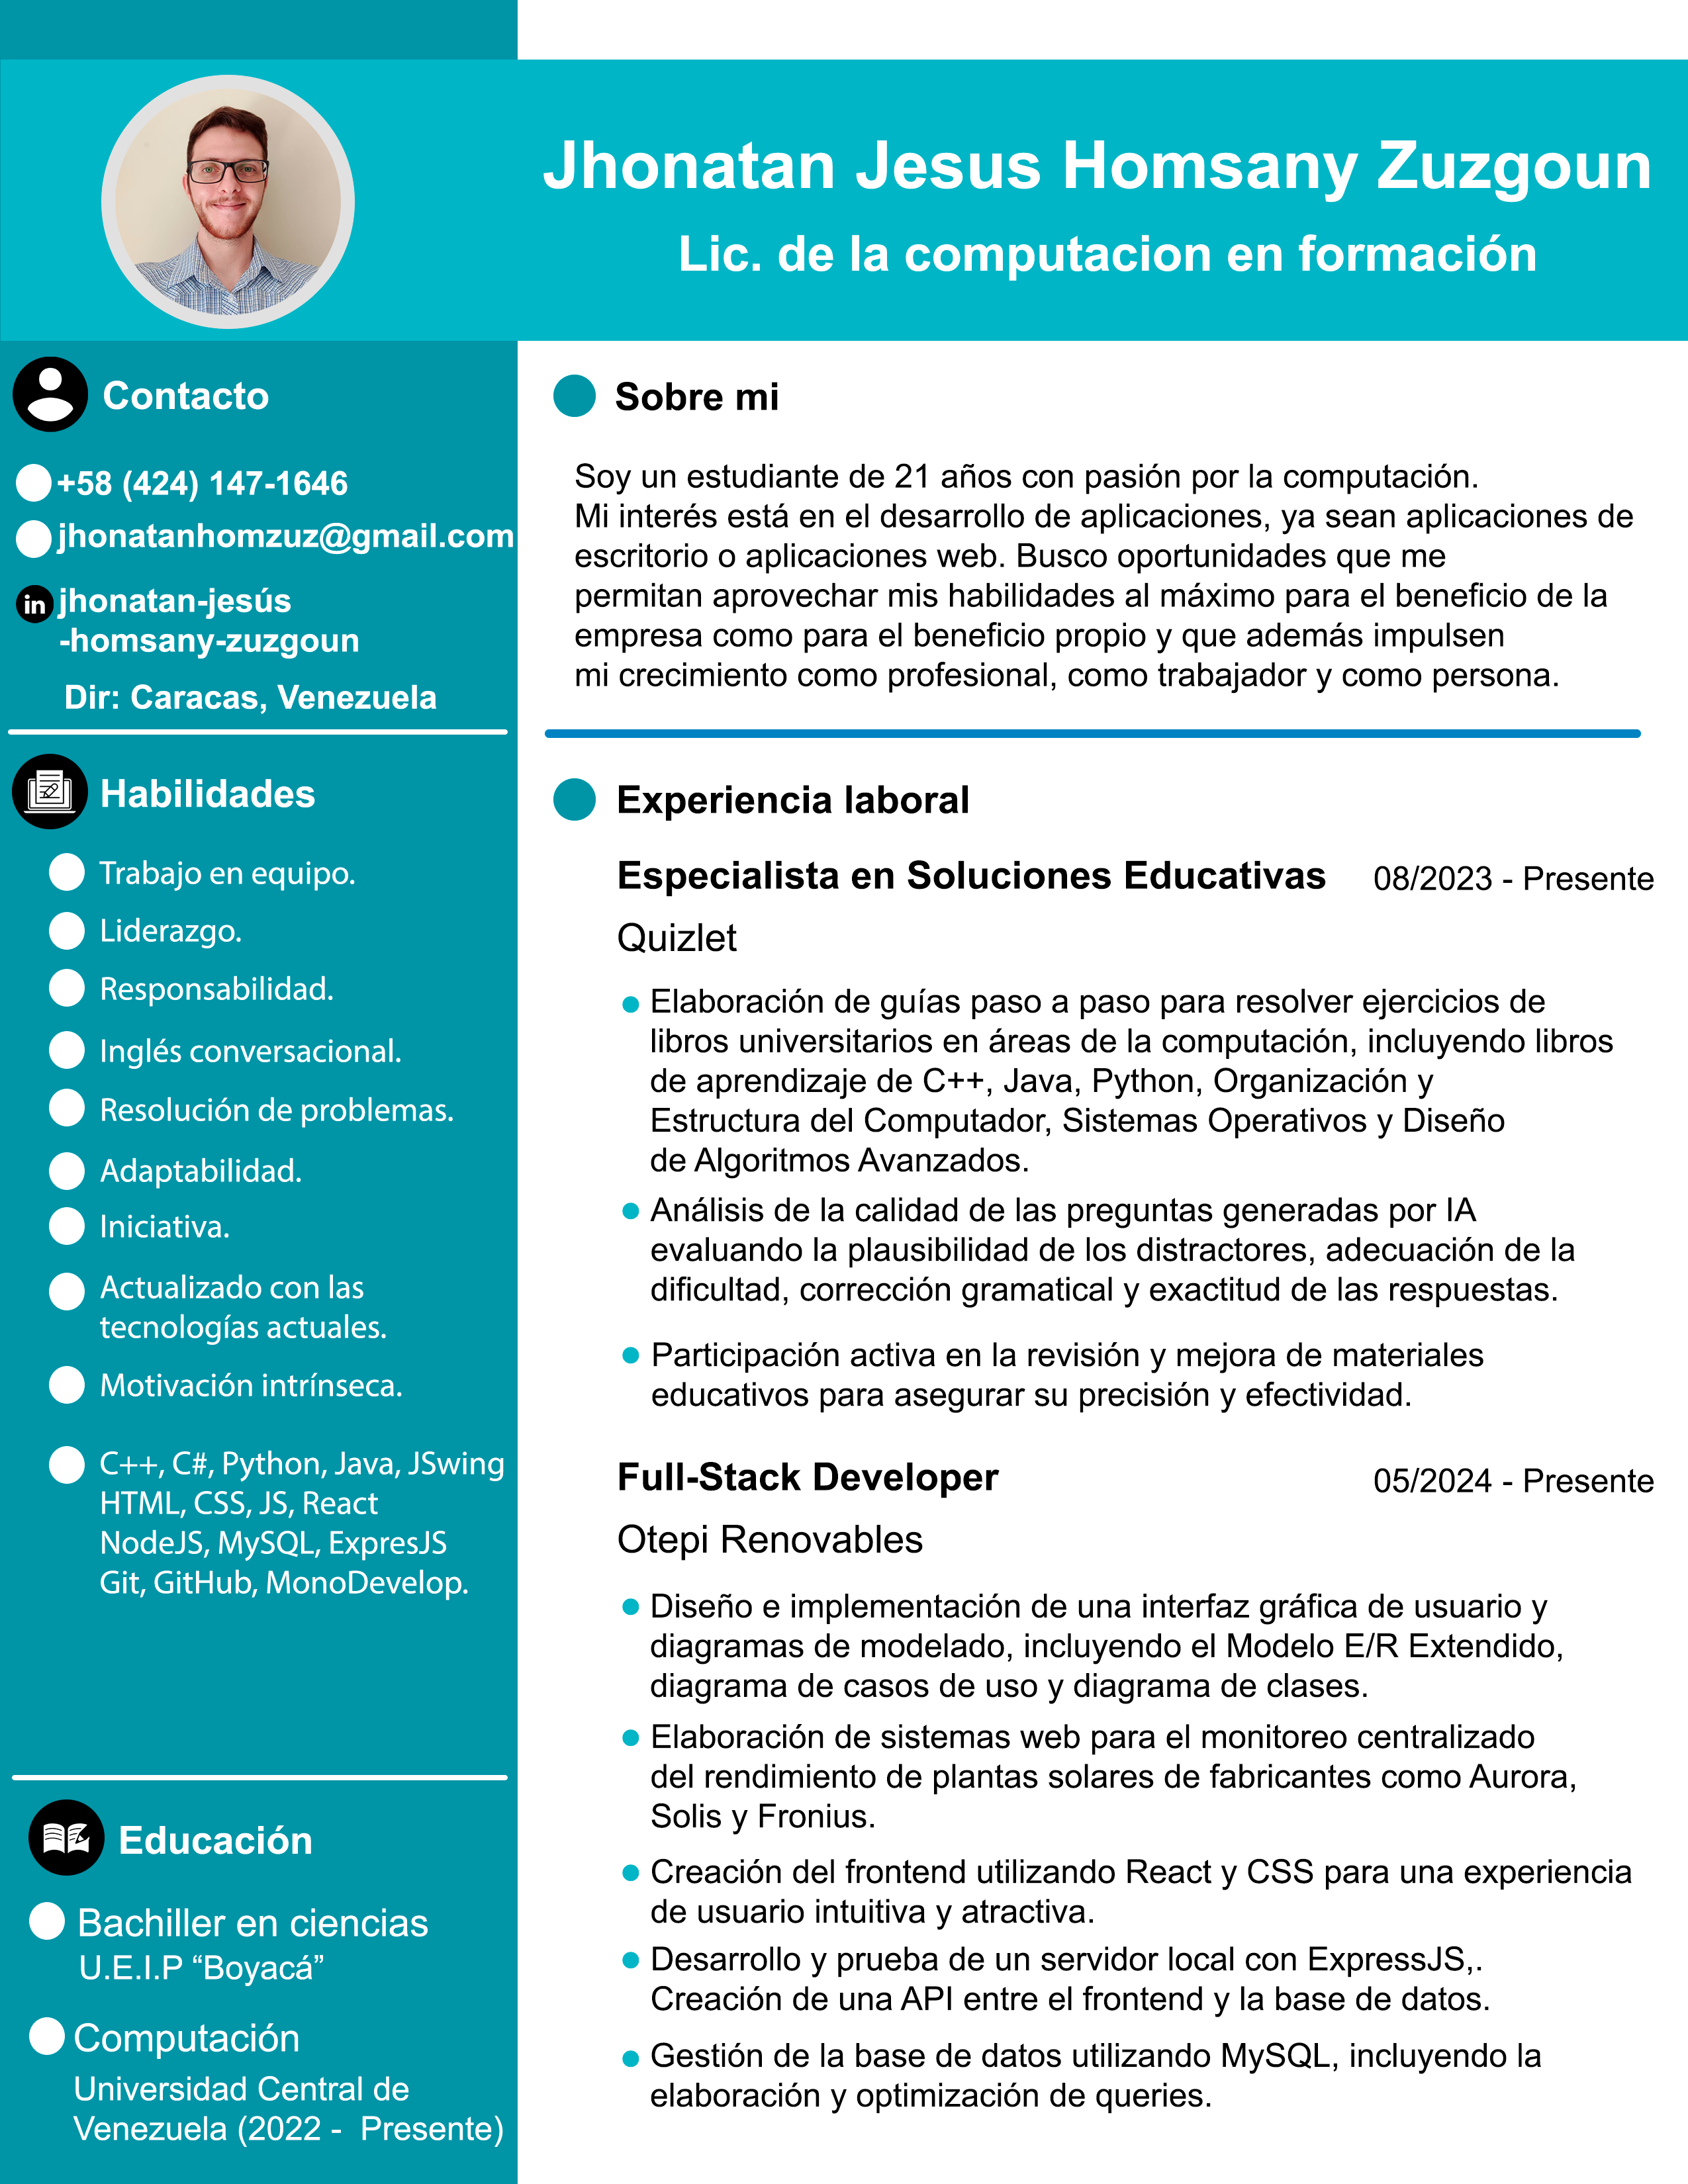 Jhonatan Jesus Homsany Zuzgoun
Lic. de la computacion en formación
Contacto
+58 (424) 147-1646
jhonatanhomzuz@gmail.com
in
jhonatan-jesús
-homsany-zuzgoun
Dir: Caracas, Venezuela
Habilidades
Trabajo en equipo.
Liderazgo.
Responsabilidad.
Inglés conversacional.
Resolución de problemas.
Adaptabilidad.
Iniciativa.
Actualizado con las
tecnologías actuales.
Motivación intrínseca.
C++, C#, Python, Java, JSwing
HTML, CSS, JS, React
NodeJS, MySQL, ExpresJS
Git, GitHub, MonoDevelop.
Educación
Bachiller en ciencias
U.E.I.P “Boyacá”
Computación
Universidad Central de
Venezuela (2022 - Presente)
Sobre mi
Soy un estudiante de 21 años con pasión por la computación.
Mi interés está en el desarrollo de aplicaciones, ya sean aplicaciones de
escritorio o aplicaciones web. Busco oportunidades que me
permitan aprovechar mis habilidades al máximo para el beneficio de la
empresa como para el beneficio propio y que además impulsen
mi crecimiento como profesional, como trabajador y como persona.
Experiencia laboral
Especialista en Soluciones Educativas 08/2023 - Presente
Quizlet
Elaboración de guías paso a paso para resolver ejercicios de
libros universitarios en áreas de la computación, incluyendo libros
de aprendizaje de C++, Java, Python, Organización y
Estructura del Computador, Sistemas Operativos y Diseño
de Algoritmos Avanzados.
Análisis de la calidad de las preguntas generadas por IA
evaluando la plausibilidad de los distractores, adecuación de la
dificultad, corrección gramatical y exactitud de las respuestas.
Participación activa en la revisión y mejora de materiales
educativos para asegurar su precisión y efectividad.
Full-Stack Developer 05/2024 - Presente
Otepi Renovables
Diseño e implementación de una interfaz gráfica de usuario y
diagramas de modelado, incluyendo el Modelo E/R Extendido,
diagrama de casos de uso y diagrama de clases.
Elaboración de sistemas web para el monitoreo centralizado
del rendimiento de plantas solares de fabricantes como Aurora,
Solis y Fronius.
Creación del frontend utilizando React y CSS para una experiencia
de usuario intuitiva y atractiva.
Desarrollo y prueba de un servidor local con ExpressJS,.
Creación de una API entre el frontend y la base de datos.
Gestión de la base de datos utilizando MySQL, incluyendo la
elaboración y optimización de queries.